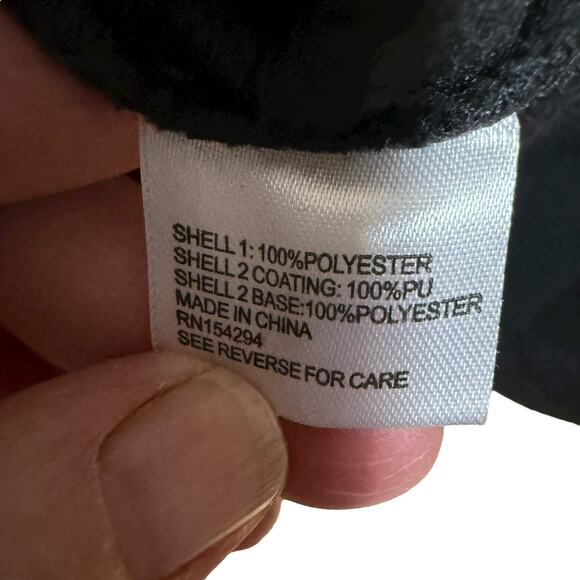 SHELL 1: 100%POLYESTER
SHELL 2 COATING: 100%PU
SHELL 2 BASE:100%POLYESTER
MADE IN CHINA
RN154294
SEE REVERSE FOR CARE